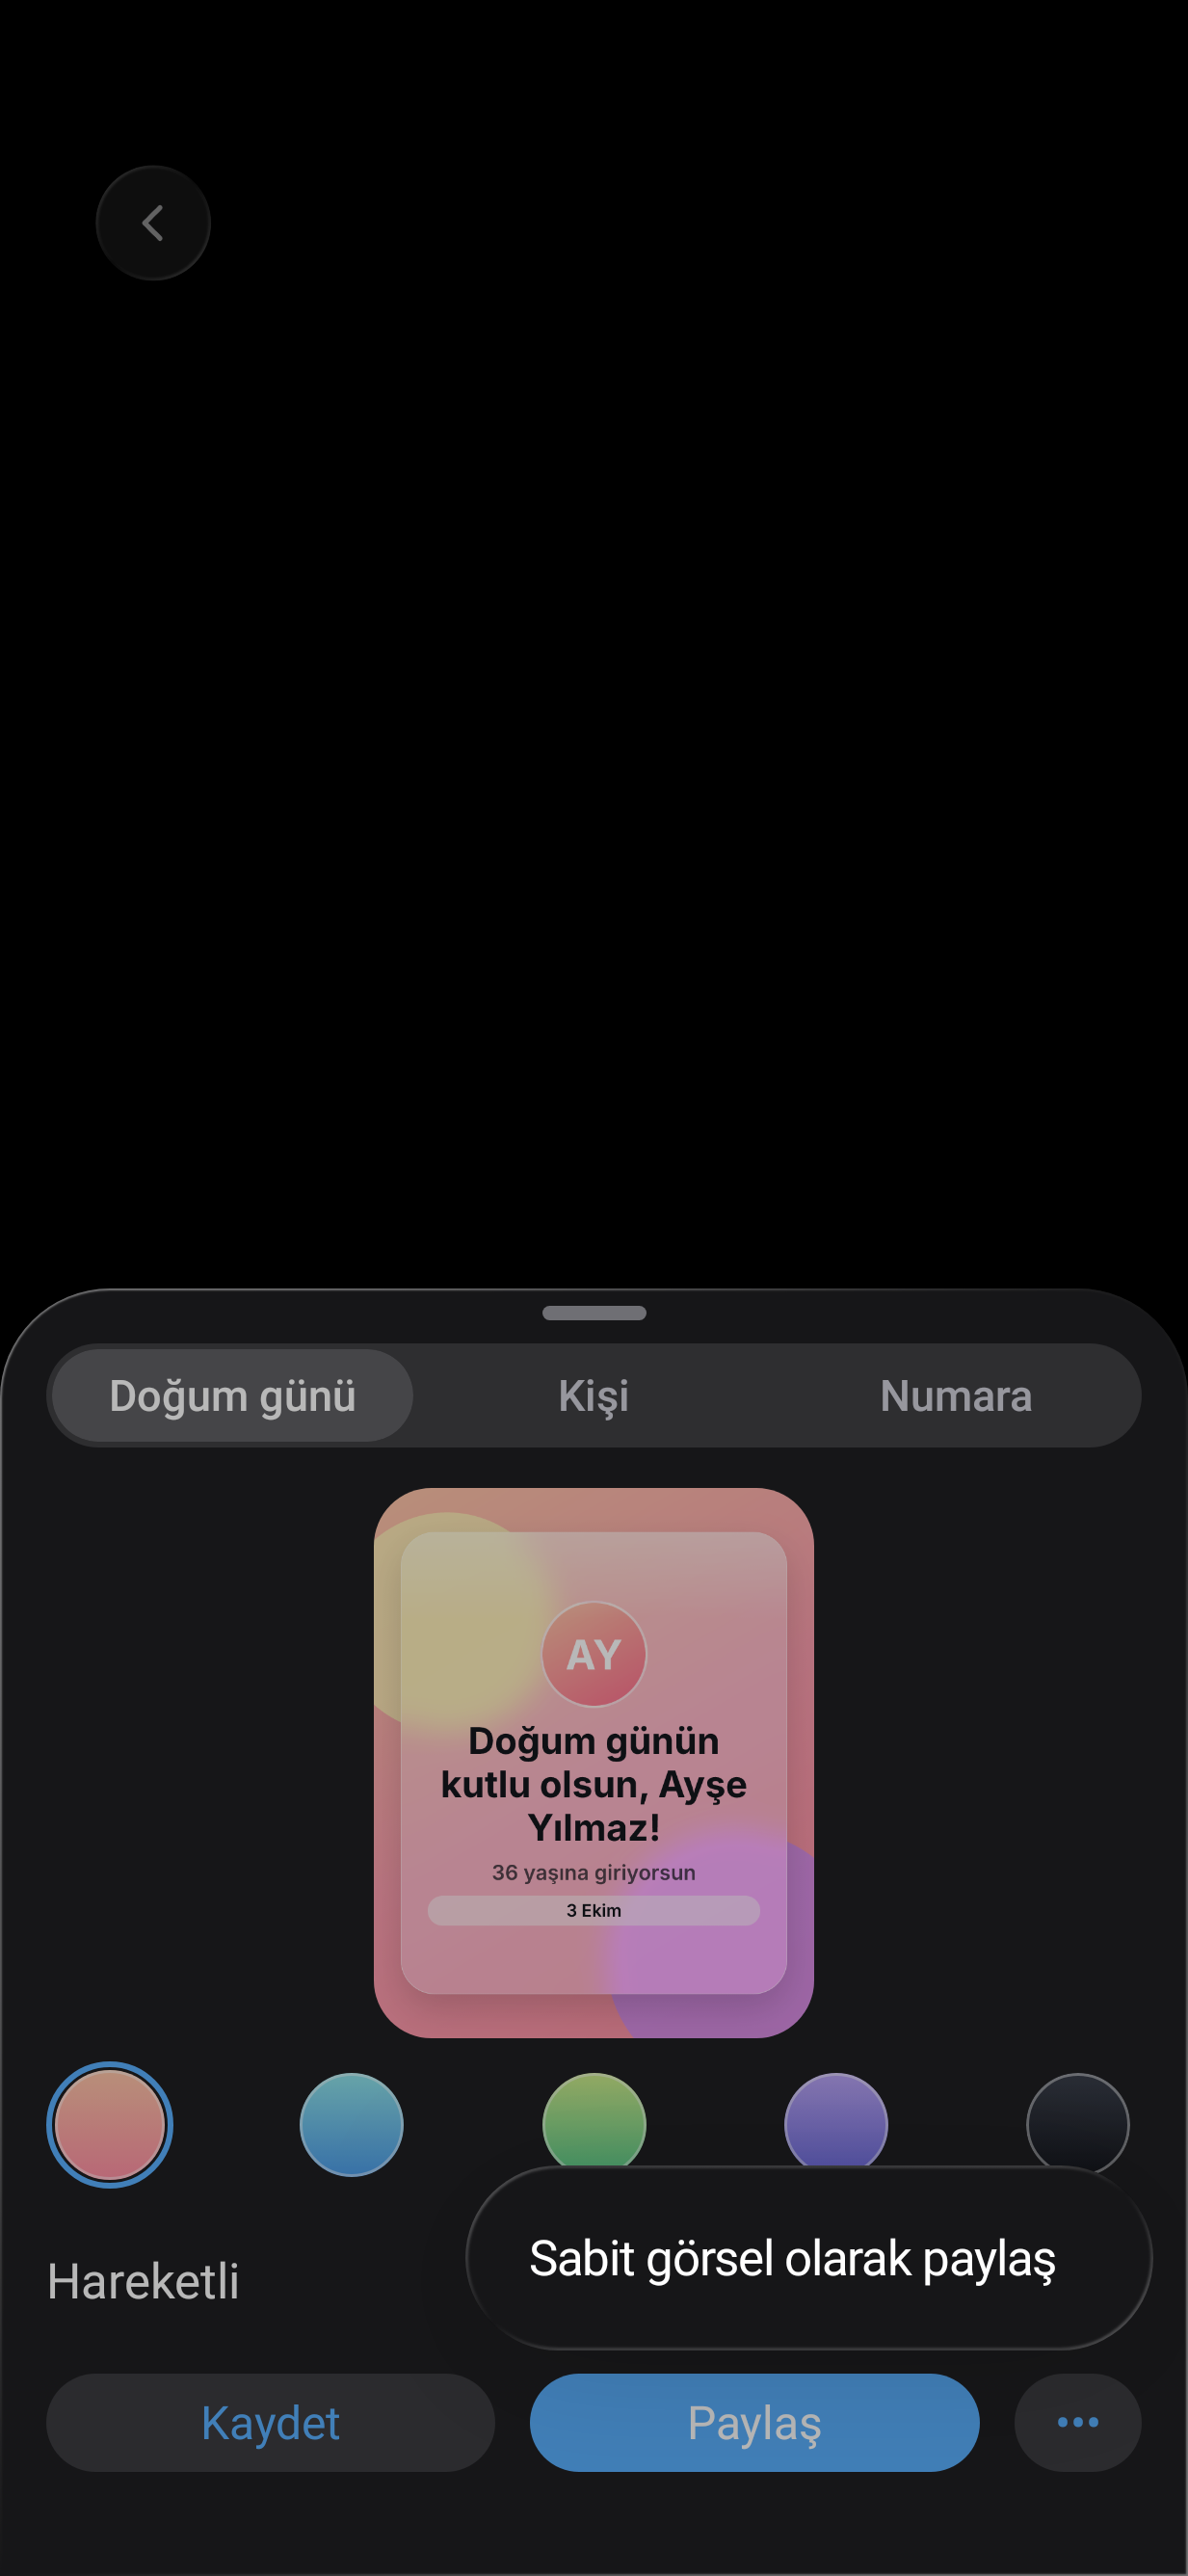 Doğum günü
Kişi
Numara
AY
Doğum günün
kutlu olsun, Ayşe
Yılmaz!
36 yaşına giriyorsun
3 Ekim
Sabit görsel olarak paylaş
Hareketli
Kaydet
Paylaş